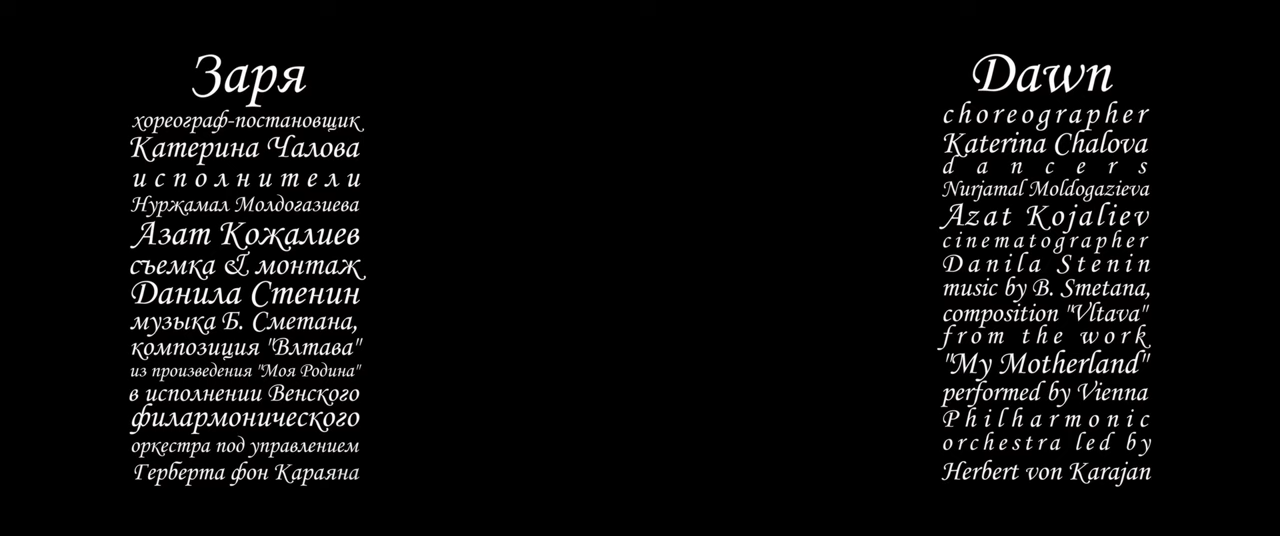 Заря
хореограф-постановщик
Катерина Чалова
исполнители
Нуржамал Молдогазиева
Азат Кожалиев
съемка & монтаж
Данила Стенин
музыка Б. Сметана,
композиция "Влтава"
из произведения "Моя Родина"
в исполнении Венского
филармонического
оркестра под управлением
Герберта фон Караяна
Dawn
choreographer
Katerina Chalova
dancers
Nurjamal Moldogazieva
Azat Kojaliev
cinematographer
Danila Stenin
music by B. Smetana,
composition "Vltava"
from the work
"My Motherland"
performed by Vienna
Philharmonic
orchestra led by
Herbert von Karajan